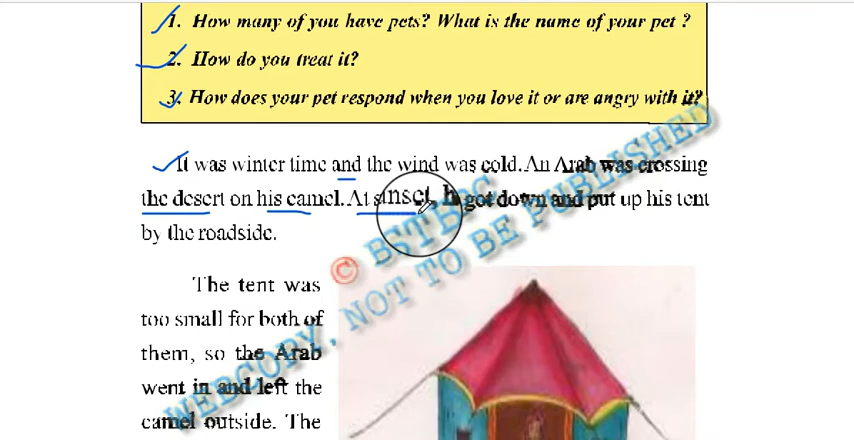 1. How many of you have pets? What is the name of your pet ?
2. How do you treat it?
3. How does your pet respond when you love it or are angry with it?
It was winter time and the wind was cold. An Arab was crossing
the desert on his camel. At sunset, he got down and put up his tent
by the roadside.
The tent was
too small for both of
them, so the Arab
went in and left the
camel outside. The
© BSTBPC
WEBCOPY, NOT TO BE PUBLISHED